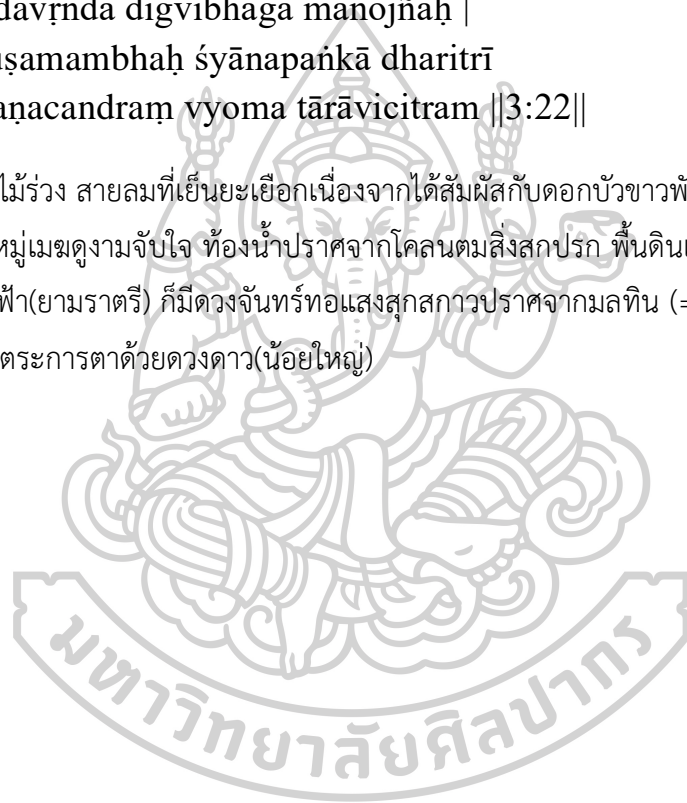 davṛnda digvibhāgā manojñaḥ |
uṣamambhaḥ śyānapaṅkā dharitrī
aṇacandraṃ vyoma tārāvicitram ||3:22||
ไม้ร่วง สายลมที่เย็นยะเยือกเนื่องจากได้สัมผัสกับดอกบัวขาวพั
หมู่เมฆดูงามจับใจ ท้องน้ำปราศจากโคลนตมสิ่งสกปรก พื้นดินเ
ฟ้า(ยามราตรี) ก็มีดวงจันทร์ทอแสงสุกสกาวปราศจากมลทิน (=
ตระการตาด้วยดวงดาว(น้อยใหญ่)
มหาวิทยาลัยศิลปากร